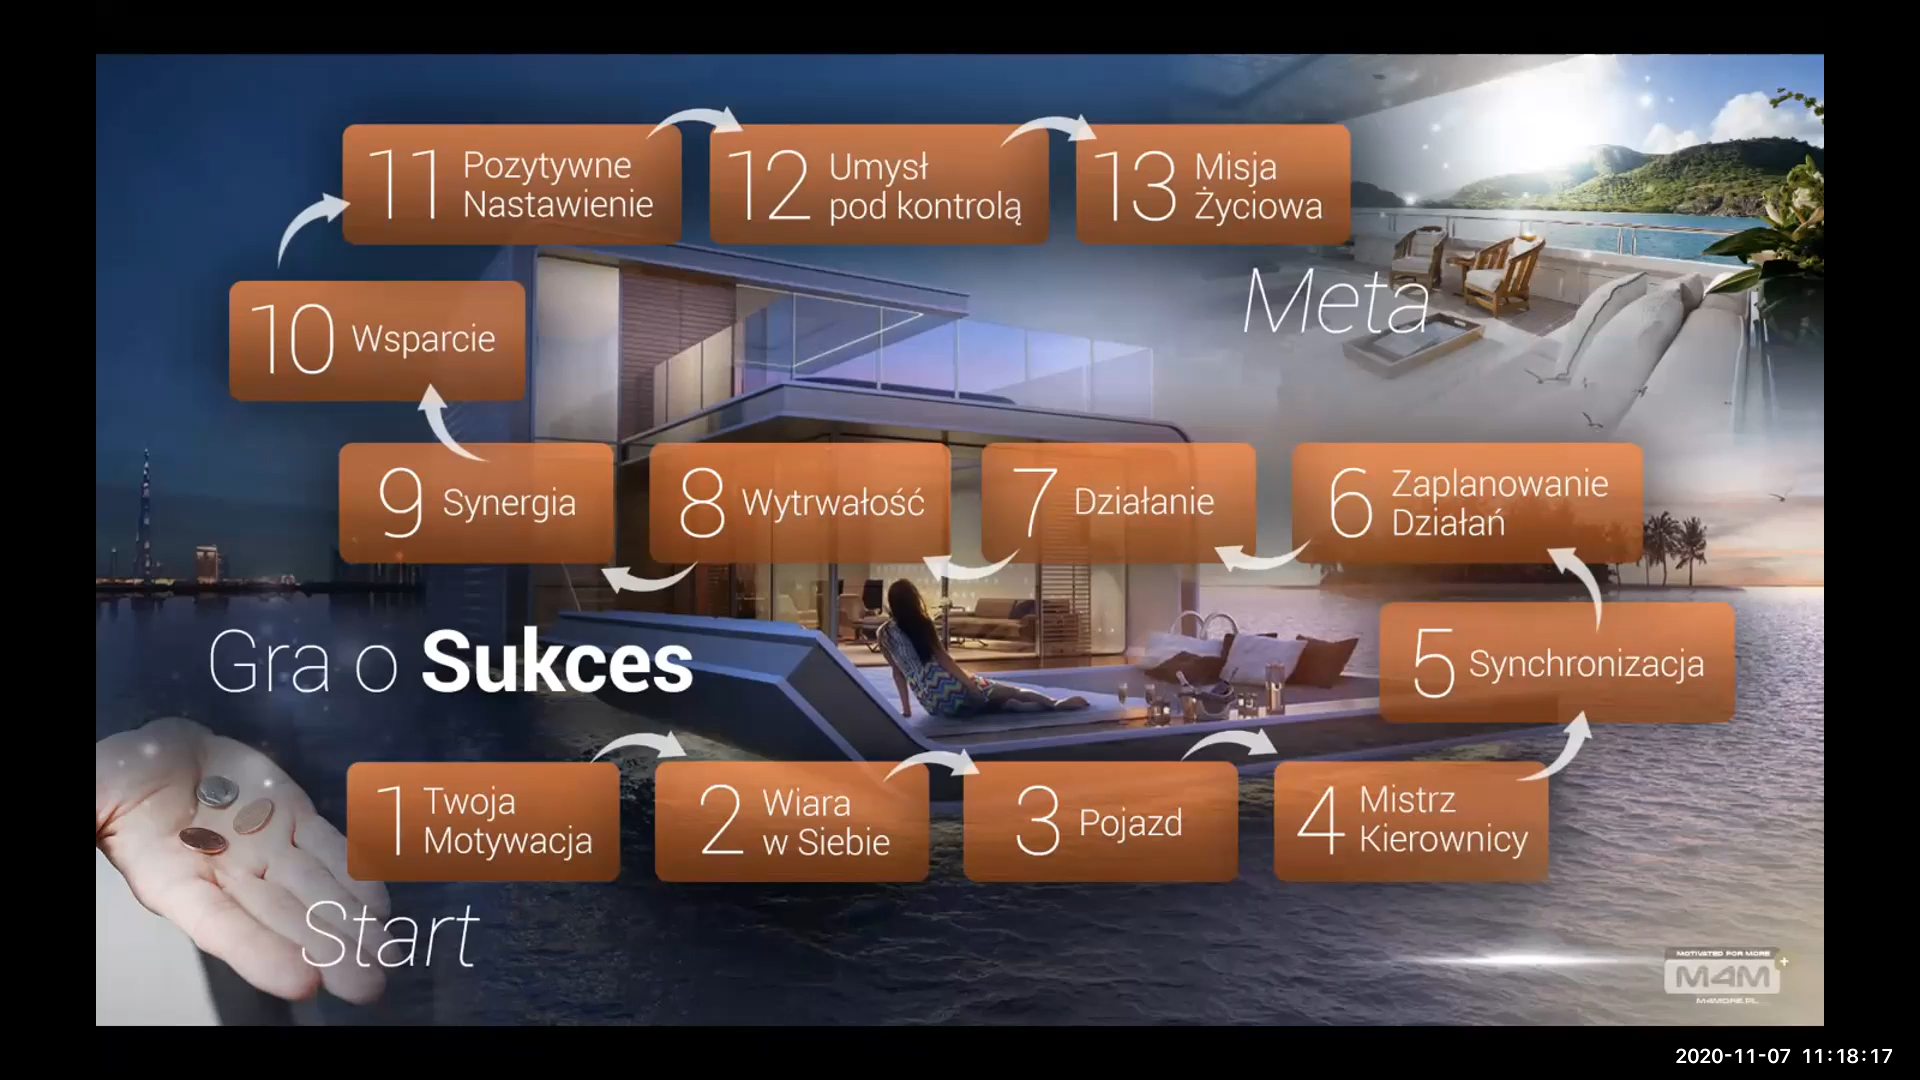 11 Pozytywne
Nastawienie
12 Umysł
pod kontrolą
13 Misja
Życiowa
Meta
10 Wsparcie
9 Synergia
8 Wytrwałość
7 Działanie
6 Zaplanowanie
Działań
Gra o Sukces
5 Synchronizacja
1 Twoja
Motywacja
2 Wiara
w Siebie
3 Pojazd
4 Mistrz
Kierownicy
Start
MOTIVATED FOR MORE
M4M+
M4MORE.PL
2020-11-07 11:18:17